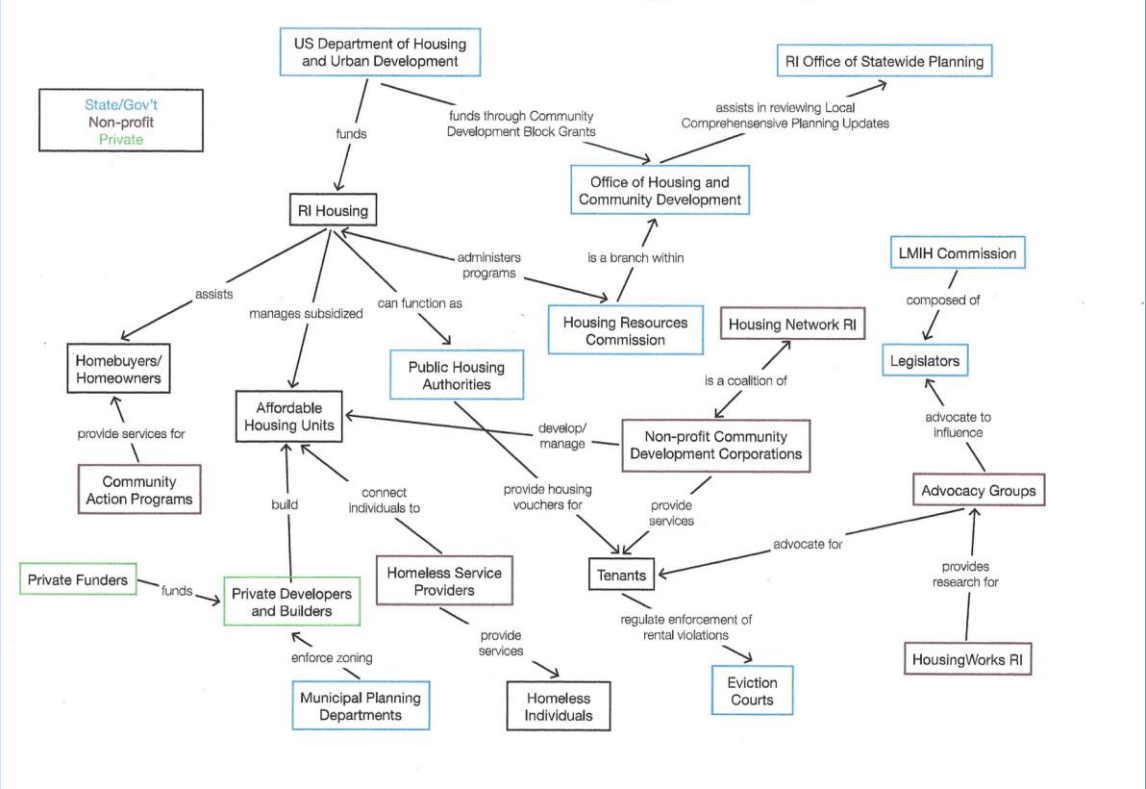 US Department of Housing
and Urban Development
RI Office of Statewide Planning
State/Gov't
Non-profit
Private
funds through Community
Development Block Grants
assists in reviewing Local
Comprehensensive Planning Updates
funds
Office of Housing and
Community Development
RI Housing
administers
programs
is a branch within
LMIH Commission
assists
manages subsidized
can function as
composed of
Housing Resources
Commission
Housing Network RI
Homebuyers/
Homeowners
Public Housing
Authorities
Legislators
is a coalition of
Affordable
Housing Units
develop/
manage
Non-profit Community
Development Corporations
advocate to
influence
provide services for
Community
Action Programs
build
connect
individuals to
provide housing
vouchers for
provide
services
Advocacy Groups
advocate for
Private Funders
funds
Private Developers
and Builders
Homeless Service
Providers
Tenants
provides
research for
regulate enforcement of
rental violations
provide
services
enforce zoning
HousingWorks RI
Municipal Planning
Departments
Homeless
Individuals
Eviction
Courts